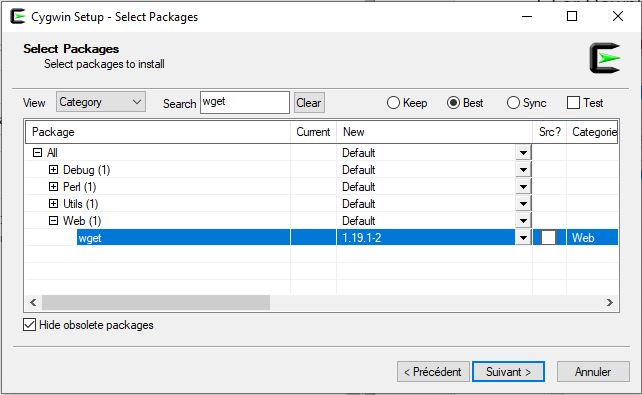 Cygwin Setup - Select Packages
Select Packages
Select packages to install
View Category Search wget Clear Keep Best Sync Test
Package Current New Src? Categorie
All Default
Debug (1) Default
Perl (1) Default
Utils (1) Default
Web (1) Default
wget 1.19.1-2 Web
Hide obsolete packages
< Précédent Suivant > Annuler